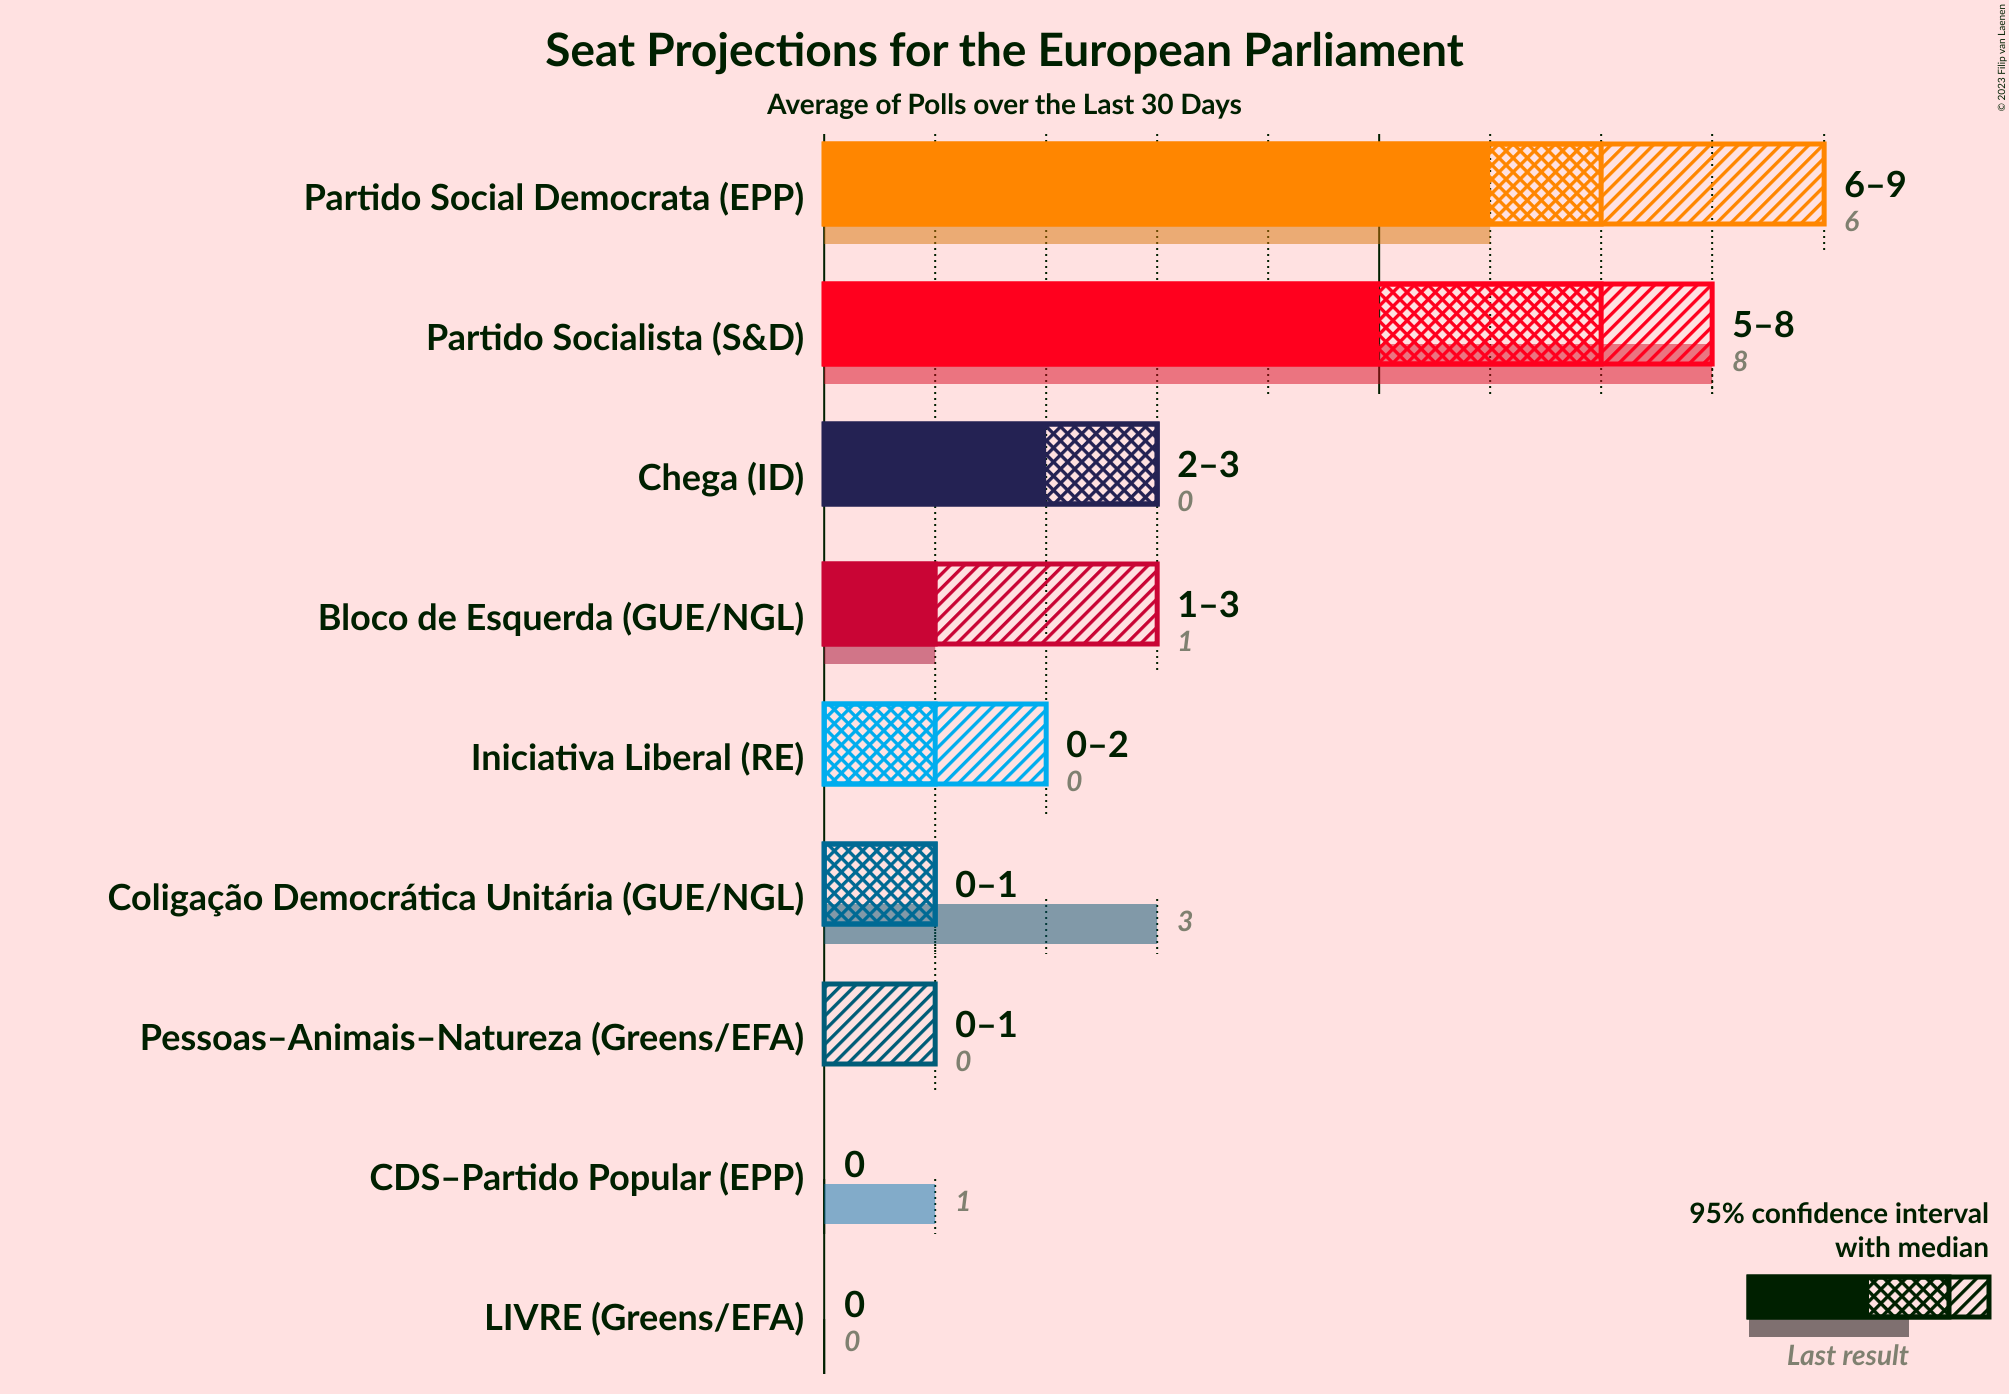 Seat Projections for the European Parliament
Average of Polls over the Last 30 Days
© 2023 Filip van Laenen
Partido Social Democrata (EPP)
6–9
6
Partido Socialista (S&D)
5–8
8
Chega (ID)
2–3
0
Bloco de Esquerda (GUE/NGL)
1–3
1
Iniciativa Liberal (RE)
0–2
0
Coligação Democrática Unitária (GUE/NGL)
0–1
3
Pessoas–Animais–Natureza (Greens/EFA)
0–1
0
CDS–Partido Popular (EPP)
0
1
LIVRE (Greens/EFA)
0
0
95% confidence interval
with median
Last result